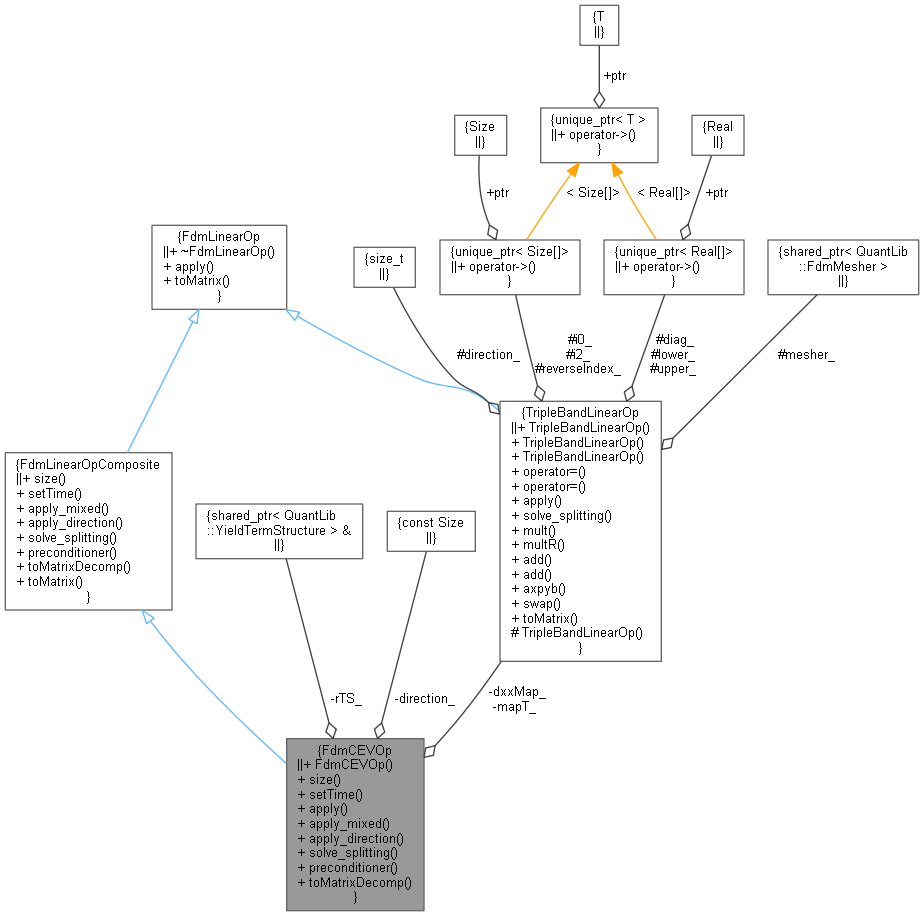 {T
||}
+ptr
{unique_ptr< T >
||+ operator->()
}
{Size
||}
{Real
||}
+ptr
< Size[]>
< Real[]>
+ptr
{FdmLinearOp
||+ ~FdmLinearOp()
+ apply()
+ toMatrix()
}
{size_t
||}
{unique_ptr< Size[]>
||+ operator->()
}
{unique_ptr< Real[]>
||+ operator->()
}
{shared_ptr< QuantLib
::FdmMesher >
||}
#direction_
#i0_
#i2_
#reverseIndex_
#diag_
#lower_
#upper_
#mesher_
{TripleBandLinearOp
||+ TripleBandLinearOp()
+ TripleBandLinearOp()
+ TripleBandLinearOp()
+ operator=()
+ operator=()
+ apply()
+ solve_splitting()
+ mult()
+ multR()
+ add()
+ add()
+ axpyb()
+ swap()
+ toMatrix()
# TripleBandLinearOp()
}
{FdmLinearOpComposite
||+ size()
+ setTime()
+ apply_mixed()
+ apply_direction()
+ solve_splitting()
+ preconditioner()
+ toMatrixDecomp()
+ toMatrix()
}
{shared_ptr< QuantLib
::YieldTermStructure > &
||}
{const Size
||}
-rTS_
-direction_
-dxxMap_
-mapT_
{FdmCEVOp
||+ FdmCEVOp()
+ size()
+ setTime()
+ apply()
+ apply_mixed()
+ apply_direction()
+ solve_splitting()
+ preconditioner()
+ toMatrixDecomp()
}